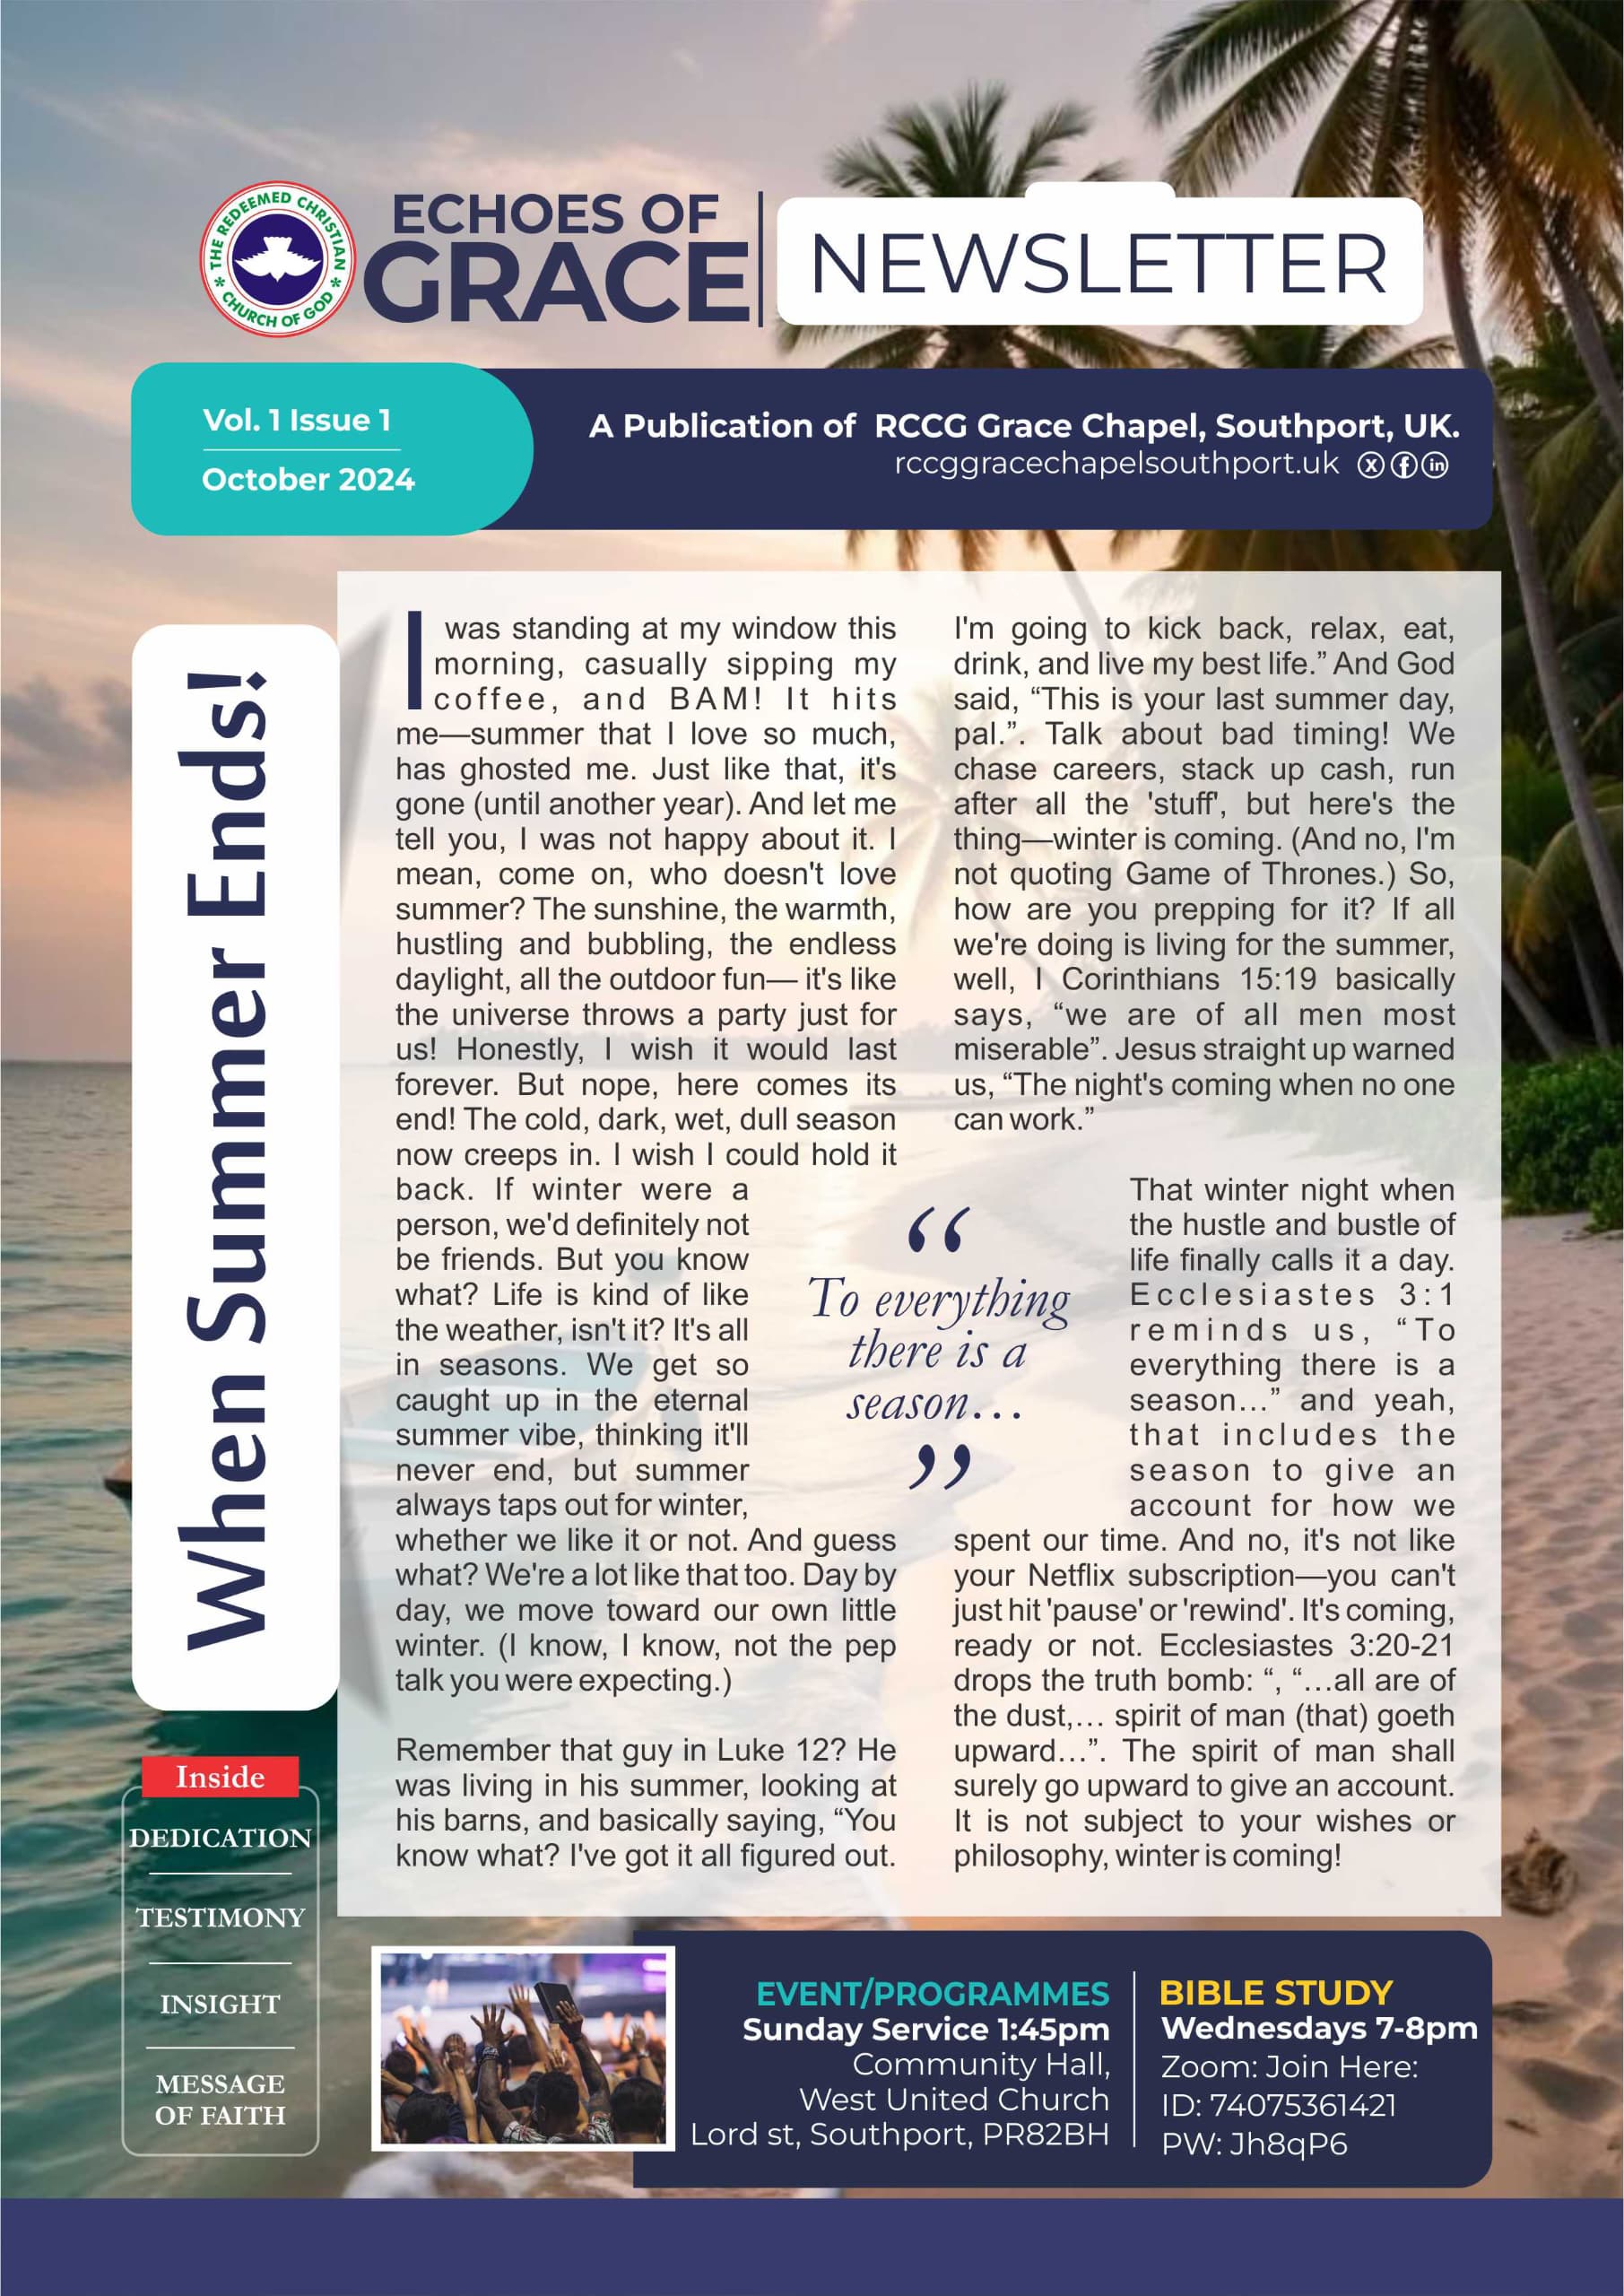 THE REDEEMED CHRISTIAN
CHURCH OF GOD
ECHOES OF
GRACE
NEWSLETTER
Vol. 1 Issue 1
October 2024
A Publication of RCCG Grace Chapel, Southport, UK.
rccggracechapelsouthport.uk
When Summer Ends!
I was standing at my window this
morning, casually sipping my
coffee, and BAM! It hits
me—summer that I love so much,
has ghosted me. Just like that, it's
gone (until another year). And let me
tell you, I was not happy about it. I
mean, come on, who doesn't love
summer? The sunshine, the warmth,
hustling and bubbling, the endless
daylight, all the outdoor fun— it's like
the universe throws a party just for
us! Honestly, I wish it would last
forever. But nope, here comes its
end! The cold, dark, wet, dull season
now creeps in. I wish I could hold it
back. If winter were a
person, we'd definitely not
be friends. But you know
what? Life is kind of like
the weather, isn't it? It's all
in seasons. We get so
caught up in the eternal
summer vibe, thinking it'll
never end, but summer
always taps out for winter,
whether we like it or not. And guess
what? We're a lot like that too. Day by
day, we move toward our own little
winter. (I know, I know, not the pep
talk you were expecting.)
Remember that guy in Luke 12? He
was living in his summer, looking at
his barns, and basically saying, “You
know what? I've got it all figured out.
I'm going to kick back, relax, eat,
drink, and live my best life.” And God
said, “This is your last summer day,
pal.”. Talk about bad timing! We
chase careers, stack up cash, run
after all the 'stuff', but here's the
thing—winter is coming. (And no, I'm
not quoting Game of Thrones.) So,
how are you prepping for it? If all
we're doing is living for the summer,
well, I Corinthians 15:19 basically
says, “we are of all men most
miserable”. Jesus straight up warned
us, “The night's coming when no one
can work.”
“
To everything
there is a
season...
”
That winter night when
the hustle and bustle of
life finally calls it a day.
Ecclesiastes 3:1
reminds us, “To
everything there is a
season...” and yeah,
that includes the
season to give an
account for how we
spent our time. And no, it's not like
your Netflix subscription—you can't
just hit 'pause' or 'rewind'. It's coming,
ready or not. Ecclesiastes 3:20-21
drops the truth bomb: “, “...all are of
the dust,... spirit of man (that) goeth
upward...”. The spirit of man shall
surely go upward to give an account.
It is not subject to your wishes or
philosophy, winter is coming!
Inside
DEDICATION
TESTIMONY
INSIGHT
MESSAGE
OF FAITH
EVENT/PROGRAMMES
Sunday Service 1:45pm
Community Hall,
West United Church
Lord st, Southport, PR82BH
BIBLE STUDY
Wednesdays 7-8pm
Zoom: Join Here:
ID: 74075361421
PW: Jh8qP6